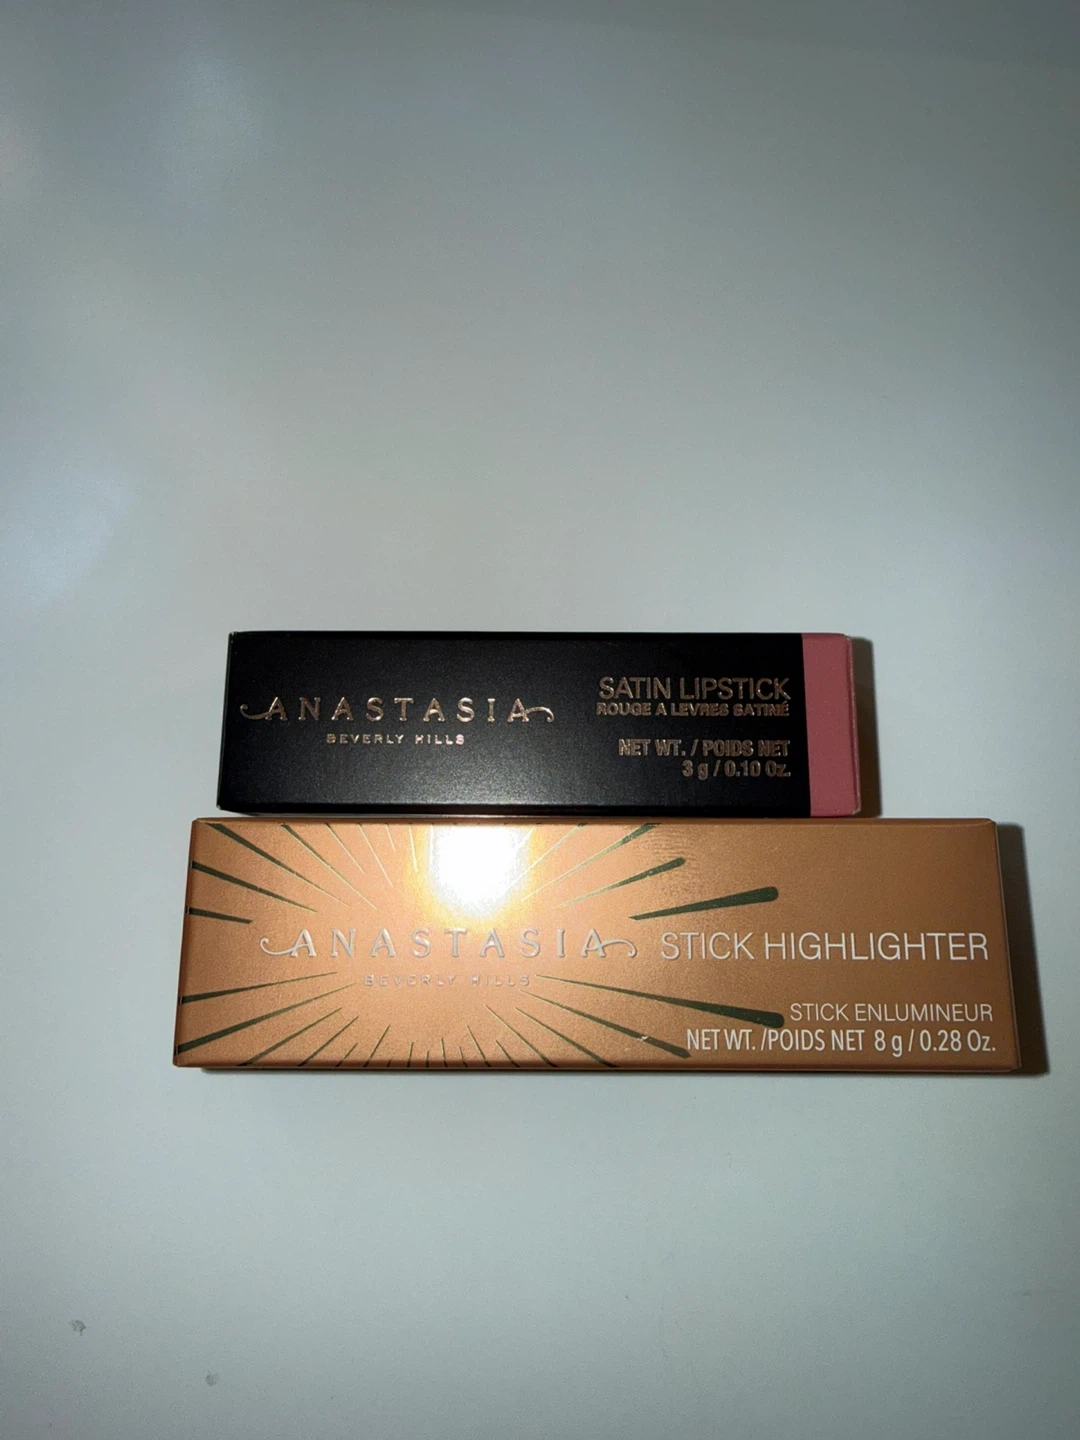 ANASTASIA
BEVERLY HILLS
SATIN LIPSTICK
ROUGE A LEVRES SATINÉ
NET WT. / POIDS NET
3 g / 0.10 Oz.
ANASTASIA
BEVERLY HILLS
STICK HIGHLIGHTER
STICK ENLUMINEUR
NET WT. /POIDS NET 8 g / 0.28 Oz.